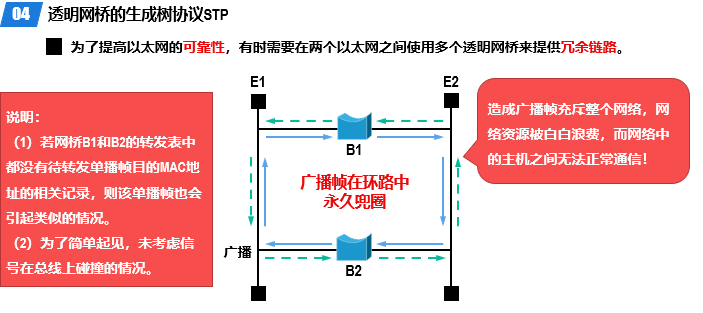 04 透明网桥的生成树协议STP
为了提高以太网的可靠性，有时需要在两个以太网之间使用多个透明网桥来提供冗余链路。
说明：
（1）若网桥B1和B2的转发表中
都没有待转发单播帧目的MAC地
址的相关记录，则该单播帧也会
引起类似的情况。
（2）为了简单起见，未考虑信
号在总线上碰撞的情况。
E1
E2
B1
广播帧在环路中
永久兜圈
广播
B2
造成广播帧充斥整个网络，网
络资源被白白浪费，而网络中
的主机之间无法正常通信！